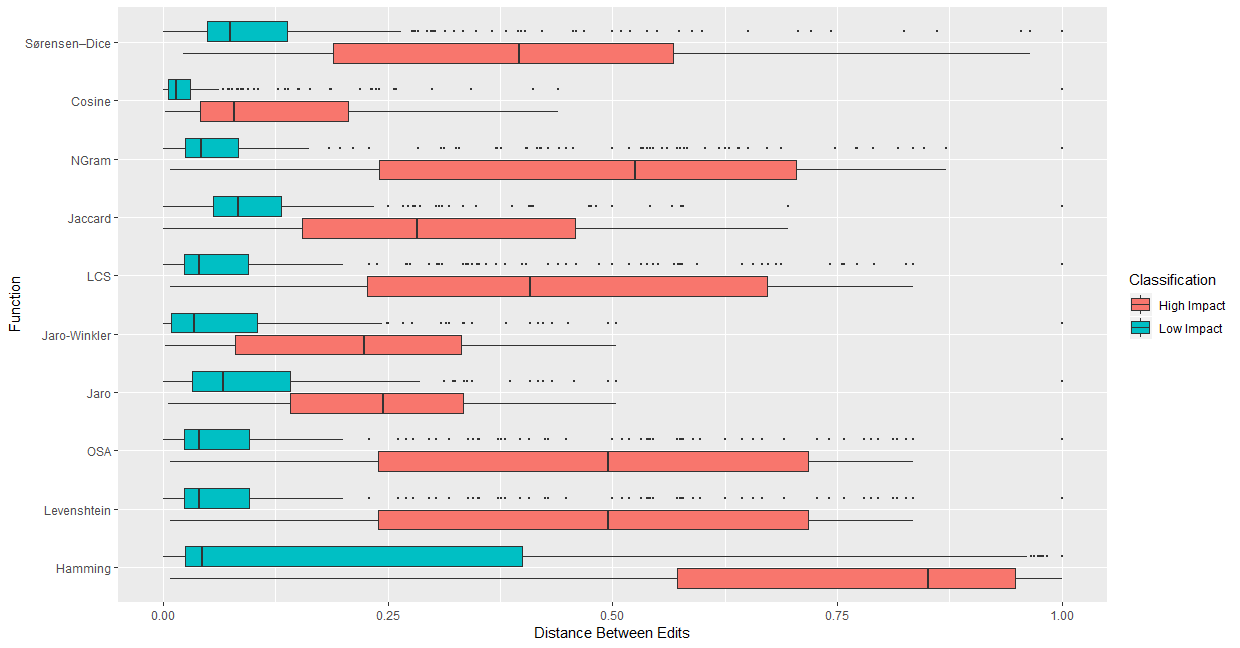 Sørensen–Dice
Cosine
NGram
Jaccard
LCS
Jaro-Winkler
Jaro
OSA
Levenshtein
Hamming
Function
0.00
0.25
0.50
0.75
1.00
Distance Between Edits
Classification
High Impact
Low Impact